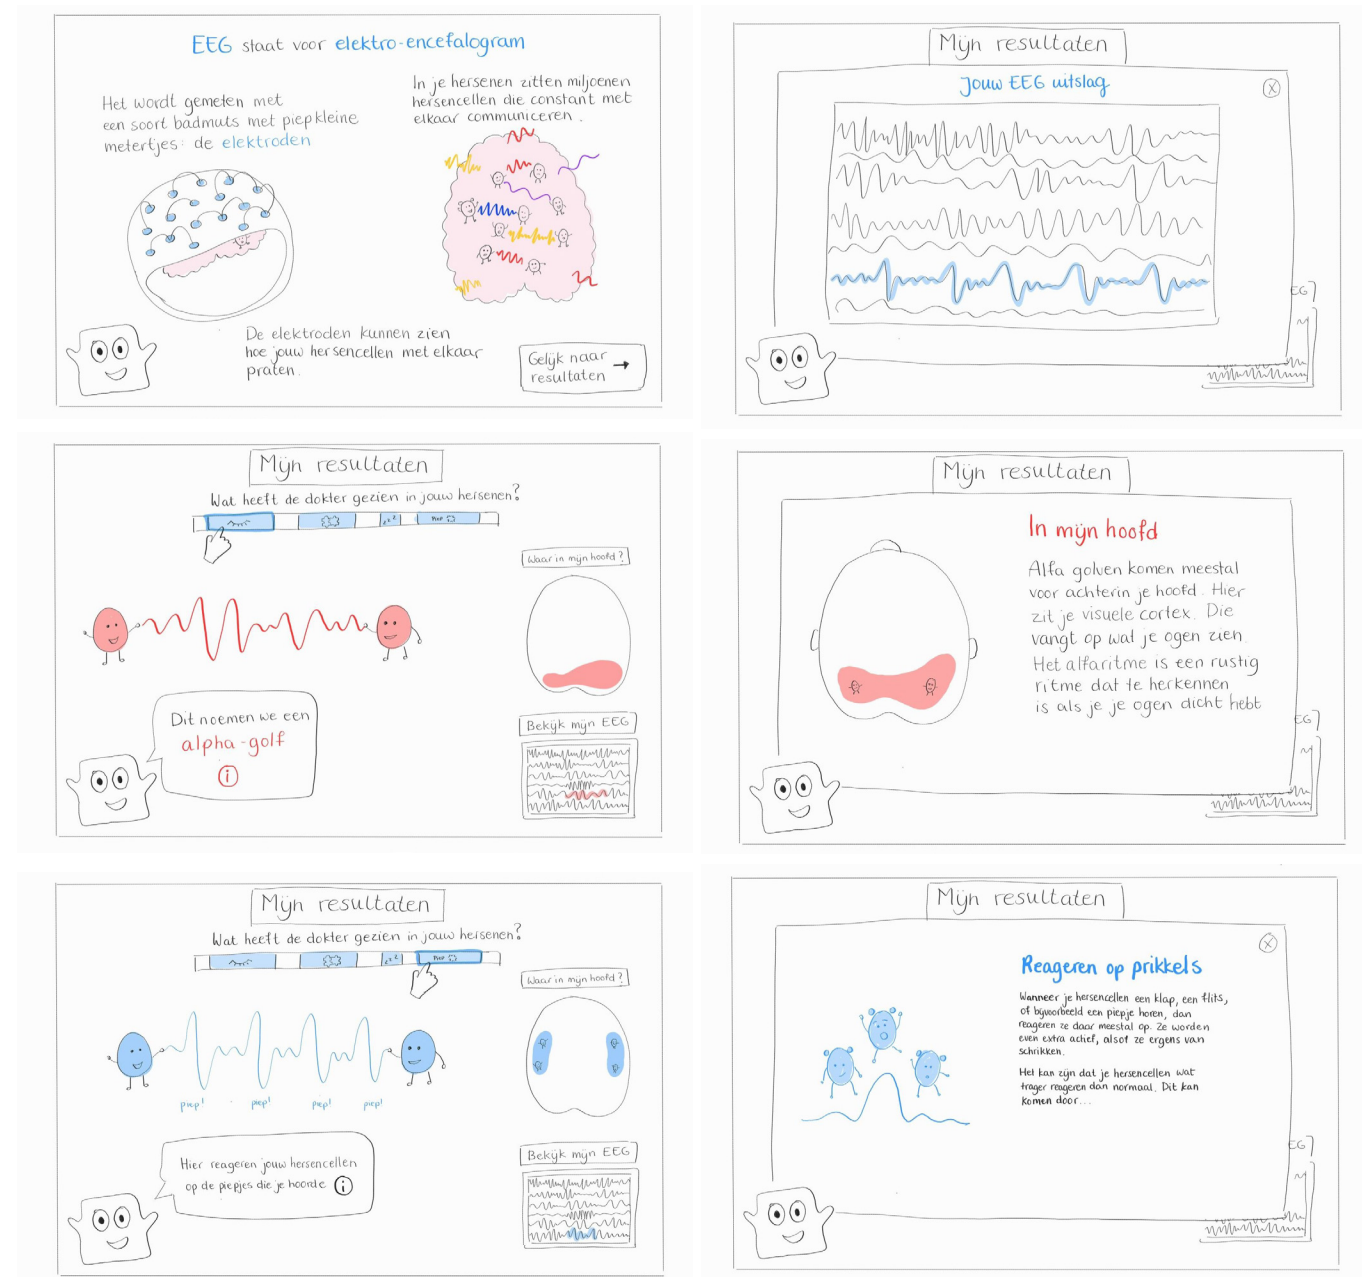 EEG staat voor elektro-encefalogram
Het wordt gemeten met
een soort badmuts met piepkleine
metertjes: de elektroden
In je hersenen zitten miljoenen
hersencellen die constant met
elkaar communiceren.
De elektroden kunnen zien
hoe jouw hersencellen met elkaar
praten.
Gelijk naar
resultaten →
Mijn resultaten
Jouw EEG uitslag
EG
Mijn resultaten
Wat heeft de dokter gezien in jouw hersenen?
zzz
Piep
Waar in mijn hoofd?
Dit noemen we een
alpha-golf
i
Bekijk mijn EEG
Mijn resultaten
In mijn hoofd
Alfa golven komen meestal
voor achterin je hoofd. Hier
zit je visuele cortex. Die
vangt op wat je ogen zien.
Het alfaritme is een rustig
ritme dat te herkennen
is als je je ogen dicht hebt
EG
Mijn resultaten
Wat heeft de dokter gezien in jouw hersenen?
zzz
Piep
Waar in mijn hoofd?
piep! piep! piep! piep!
Hier reageren jouw hersencellen
op de piepjes die je hoorde i
Bekijk mijn EEG
Mijn resultaten
Reageren op prikkels
Wanneer je hersencellen een klap, een flits,
of bijvoorbeeld een piepje horen, dan
reageren ze daar meestal op. Ze worden
even extra actief, alsof ze ergens van
schrikken.
Het kan zijn dat je hersencellen wat
trager reageren dan normaal. Dit kan
komen door...
EG